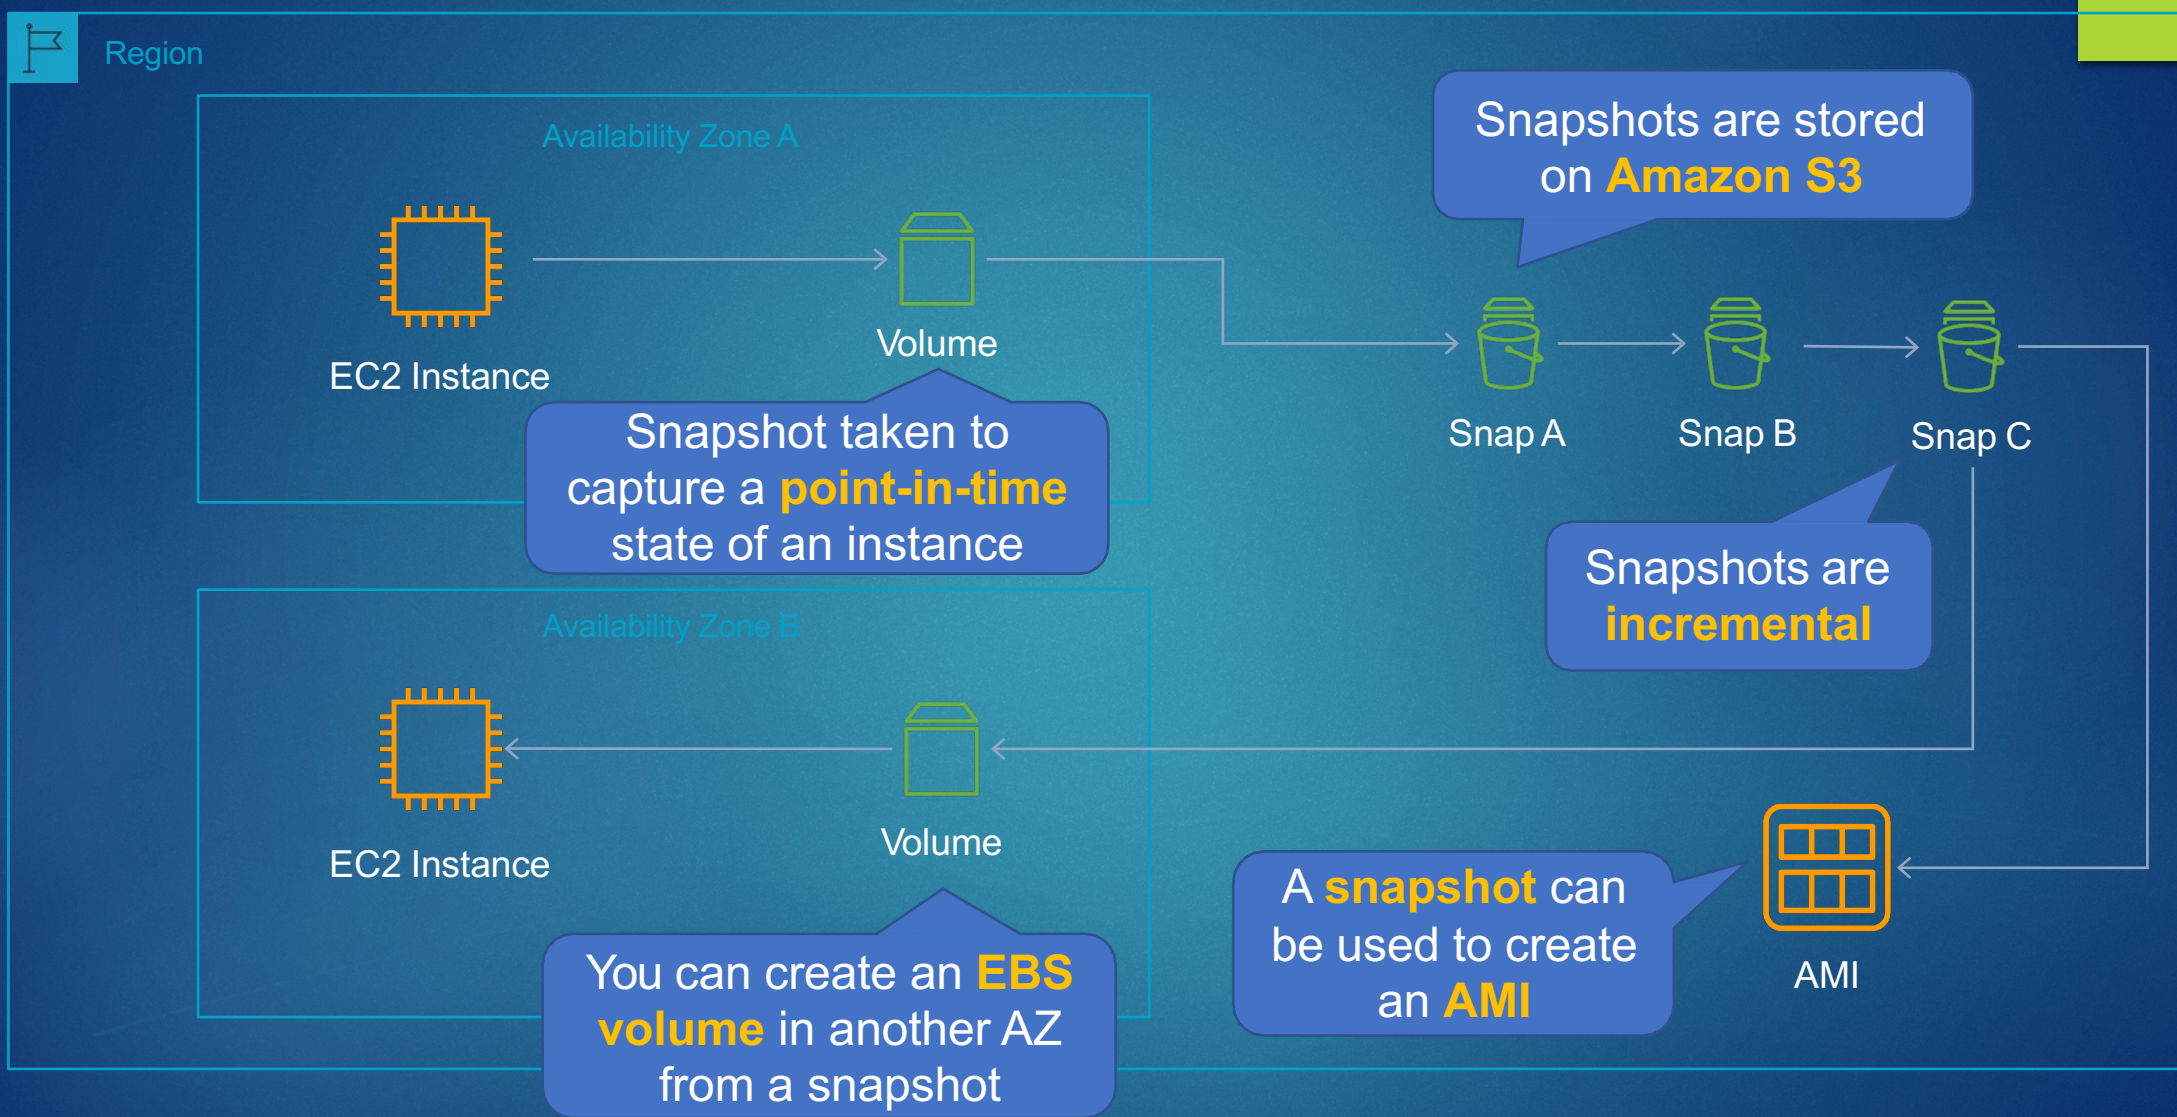 Region
Availability Zone A
EC2 Instance
Volume
Snapshot taken to
capture a point-in-time
state of an instance
Snapshots are stored
on Amazon S3
Snap A
Snap B
Snap C
Snapshots are
incremental
Availability Zone B
EC2 Instance
Volume
You can create an EBS
volume in another AZ
from a snapshot
A snapshot can
be used to create
an AMI
AMI